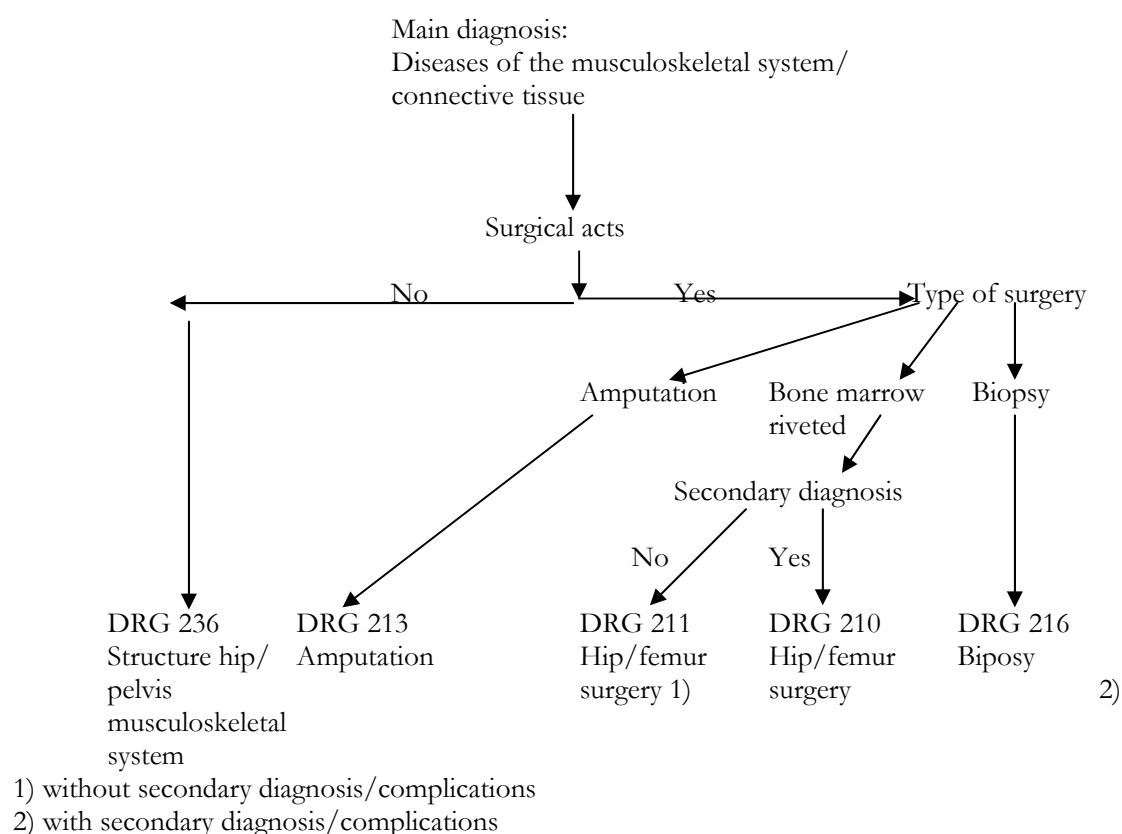 Main diagnosis:
Diseases of the musculoskeletal system/
connective tissue
Surgical acts
No
Yes
Type of surgery
Amputation
Bone marrow
riveted
Biopsy
Secondary diagnosis
No
Yes
DRG 236
Structure hip/
pelvis
musculoskeletal
system
DRG 213
Amputation
DRG 211
Hip/femur
surgery 1)
DRG 210
Hip/femur
surgery
2)
DRG 216
Biposy
1) without secondary diagnosis/complications
2) with secondary diagnosis/complications